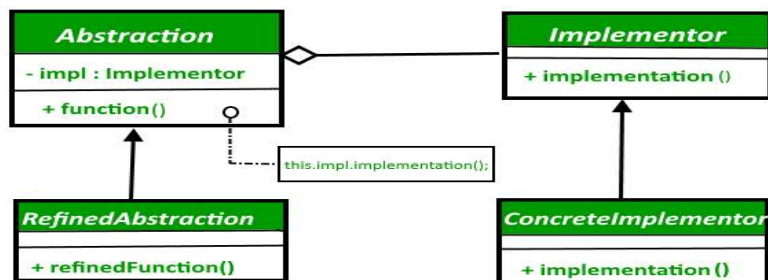 Abstraction
- impl : Implementor
+ function()
Implementor
+ implementation ()
this.impl.implementation();
RefinedAbstraction
+ refinedFunction()
ConcreteImplementor
+ implementation ()